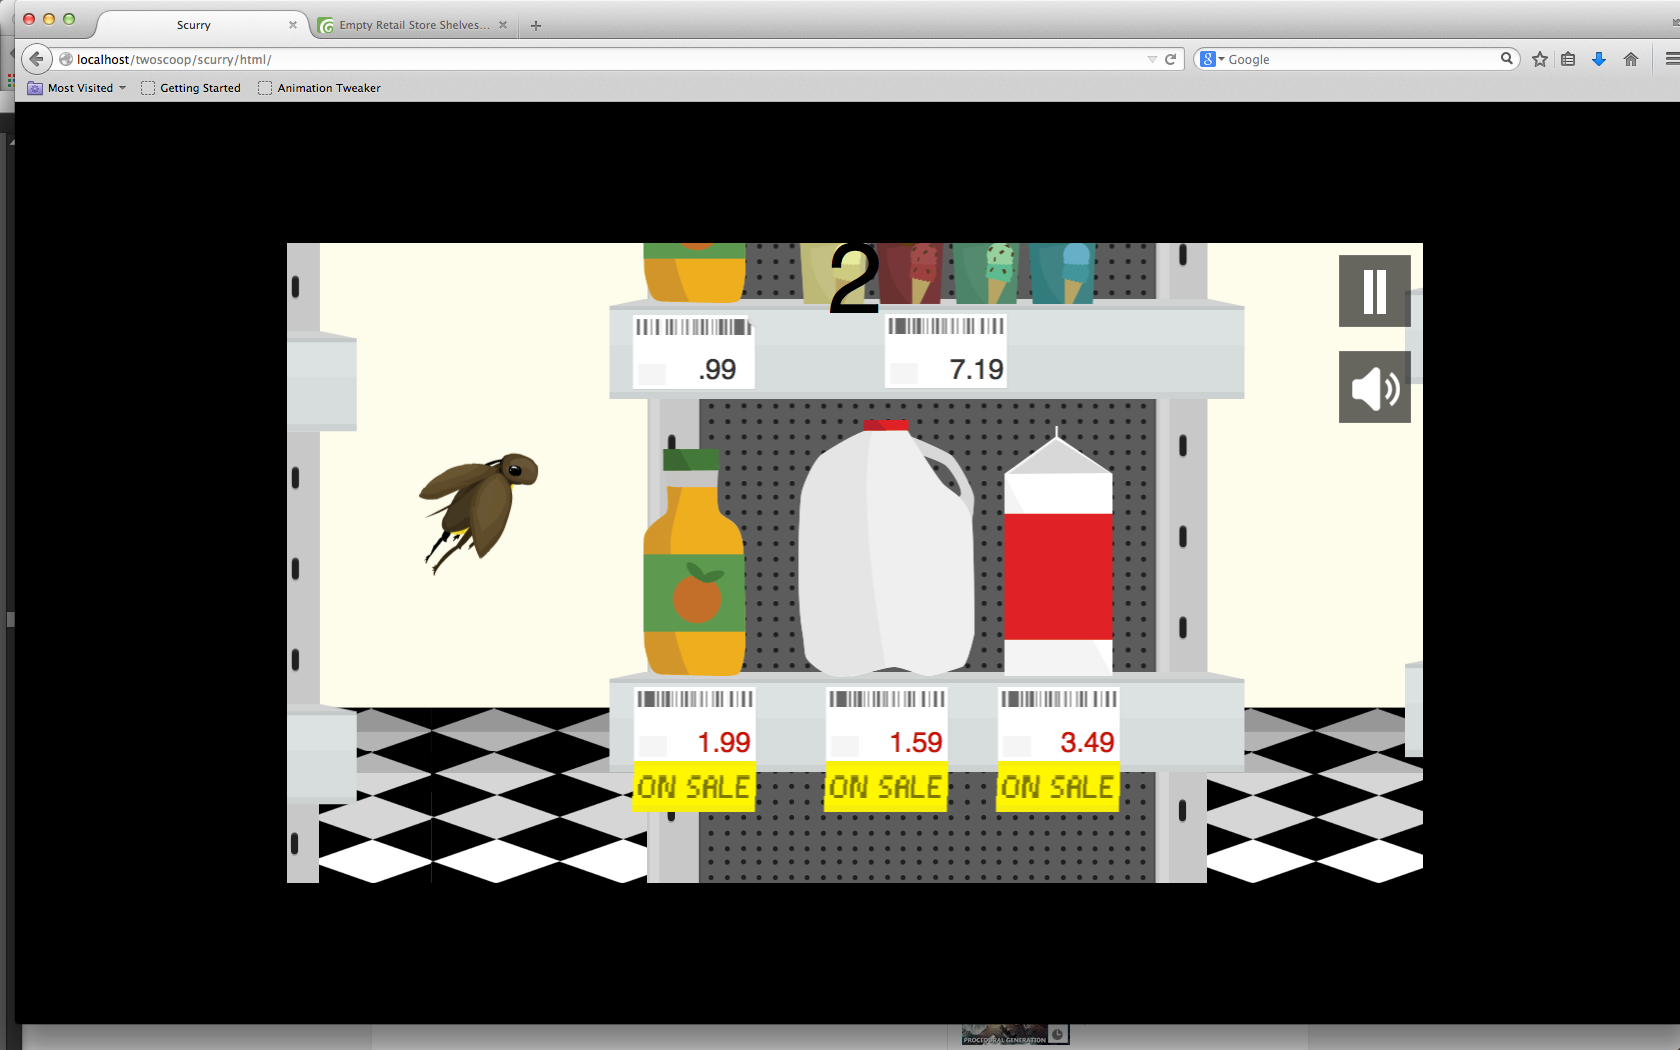 Scurry
Empty Retail Store Shelves...
localhost/twoscoop/scurry/html/
Google
Most Visited
Getting Started
Animation Tweaker
2
.99
7.19
1.99
1.59
3.49
ON SALE
ON SALE
ON SALE
PROCEDURAL GENERATION